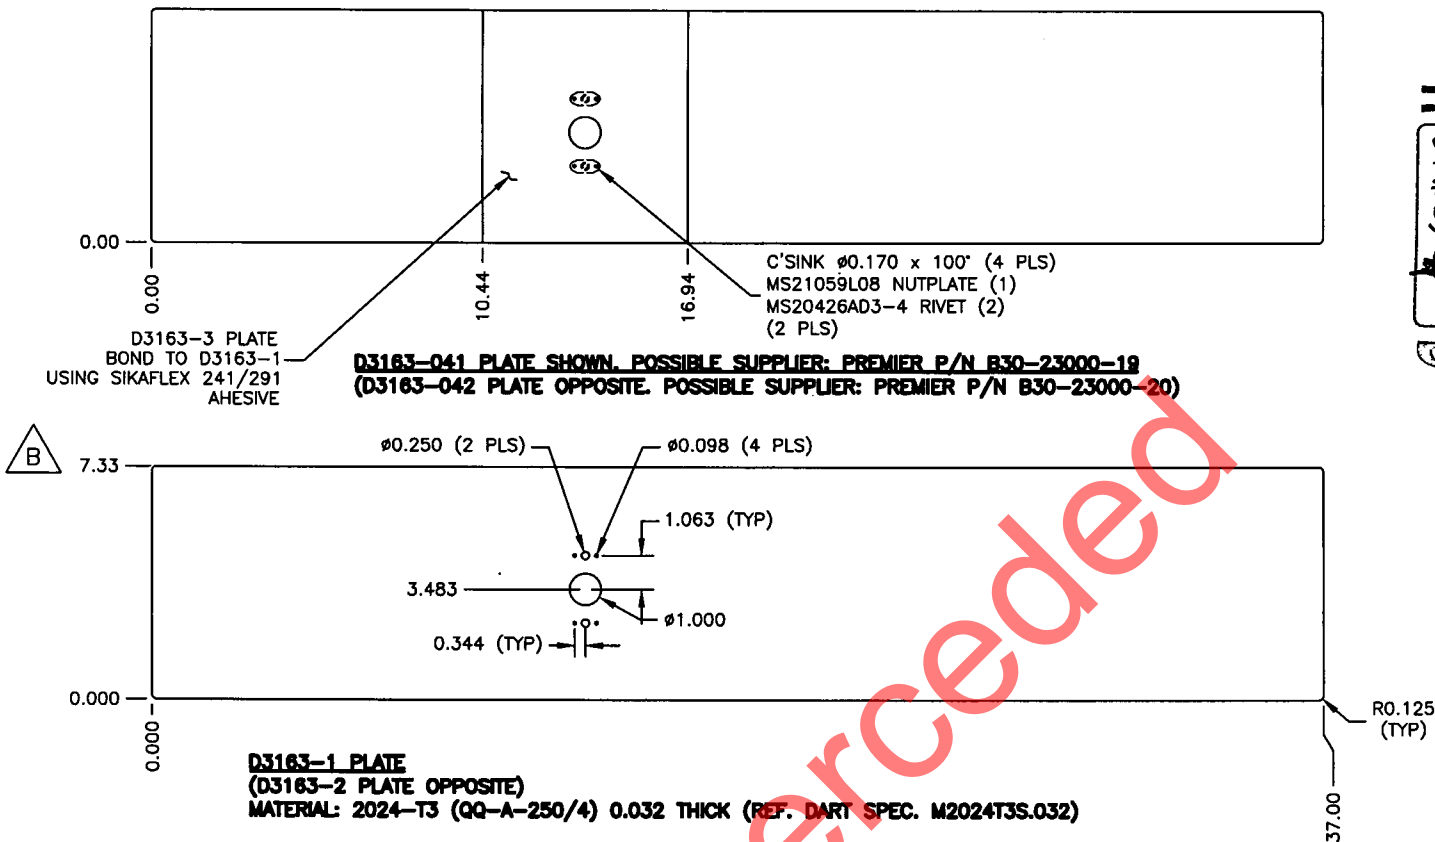 0.00
0.00
10.44
16.94
C'SINK ø0.170 x 100° (4 PLS)
MS21059L08 NUTPLATE (1)
MS20426AD3-4 RIVET (2)
(2 PLS)
D3163-3 PLATE
BOND TO D3163-1
USING SIKAFLEX 241/291
AHESIVE
D3163-041 PLATE SHOWN. POSSIBLE SUPPLIER: PREMIER P/N B30-23000-19
(D3163-042 PLATE OPPOSITE. POSSIBLE SUPPLIER: PREMIER P/N B30-23000-20)
B
7.33
ø0.250 (2 PLS)
ø0.098 (4 PLS)
1.063 (TYP)
3.483
ø1.000
0.344 (TYP)
0.000
0.000
R0.125
(TYP)
37.00
D3163-1 PLATE
(D3163-2 PLATE OPPOSITE)
MATERIAL: 2024-T3 (QQ-A-250/4) 0.032 THICK (REF. DART SPEC. M2024T3S.032)
erceded